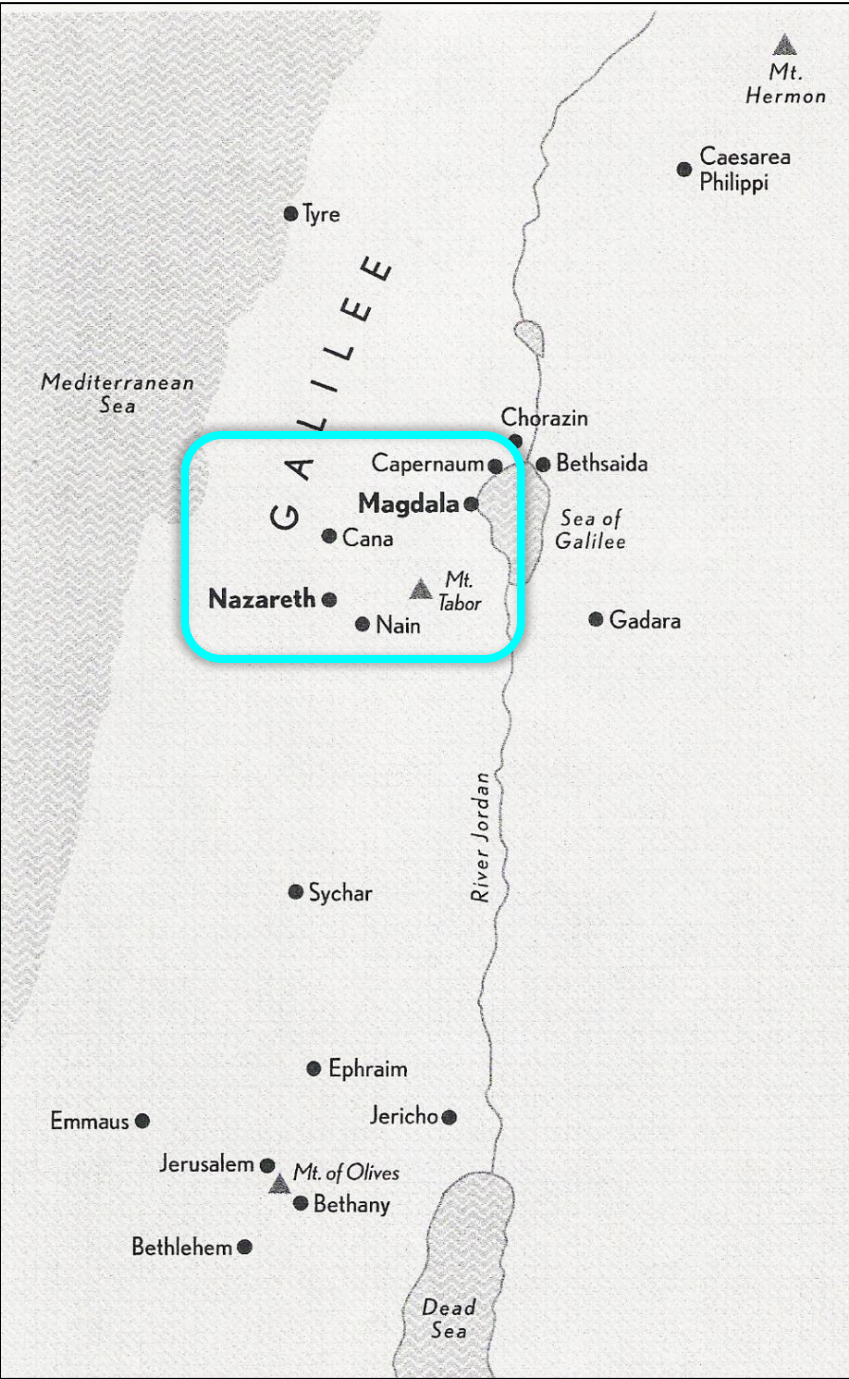 Mt.
Hermon
Caesarea
Philippi
Tyre
GALILEE
Mediterranean
Sea
Chorazin
Capernaum
Bethsaida
Magdala
Sea of
Galilee
Cana
Mt.
Tabor
Nazareth
Nain
Gadara
River Jordan
Sychar
Ephraim
Emmaus
Jericho
Jerusalem
Mt. of Olives
Bethany
Bethlehem
Dead
Sea